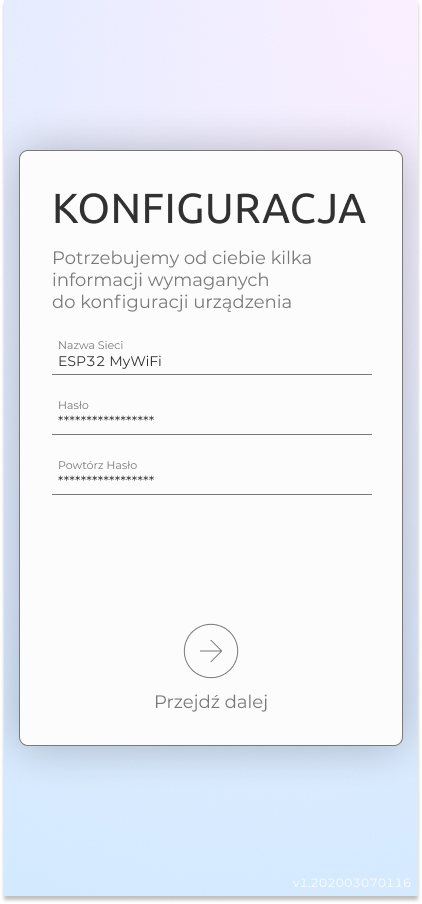 KONFIGURACJA
Potrzebujemy od ciebie kilka
informacji wymaganych
do konfiguracji urządzenia
Nazwa Sieci
ESP32 MyWiFi
Hasło
*****************
Powtórz Hasło
*****************
Przejdź dalej
v1.202003070116